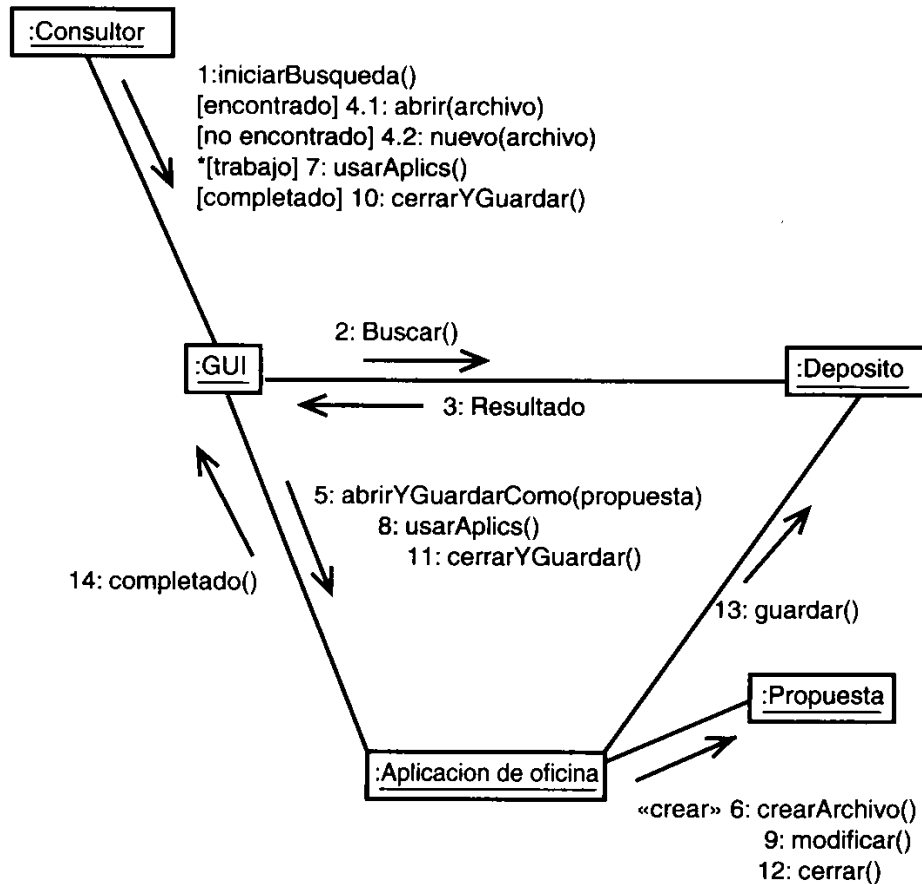 :Consultor
1:iniciarBusqueda()
[encontrado] 4.1: abrir(archivo)
[no encontrado] 4.2: nuevo(archivo)
*[trabajo] 7: usarAplics()
[completado] 10: cerrarYGuardar()
2: Buscar()
:GUI
:Deposito
3: Resultado
5: abrirYGuardarComo(propuesta)
8: usarAplics()
11: cerrarYGuardar()
14: completado()
13: guardar()
:Propuesta
:Aplicacion de oficina
«crear» 6: crearArchivo()
9: modificar()
12: cerrar()